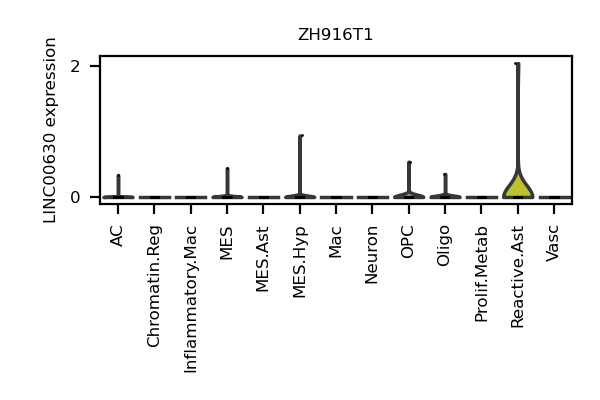 ZH916T1
LINC00630 expression
2
0
AC
Chromatin.Reg
Inflammatory.Mac
MES
MES.Ast
MES.Hyp
Mac
Neuron
OPC
Oligo
Prolif.Metab
Reactive.Ast
Vasc